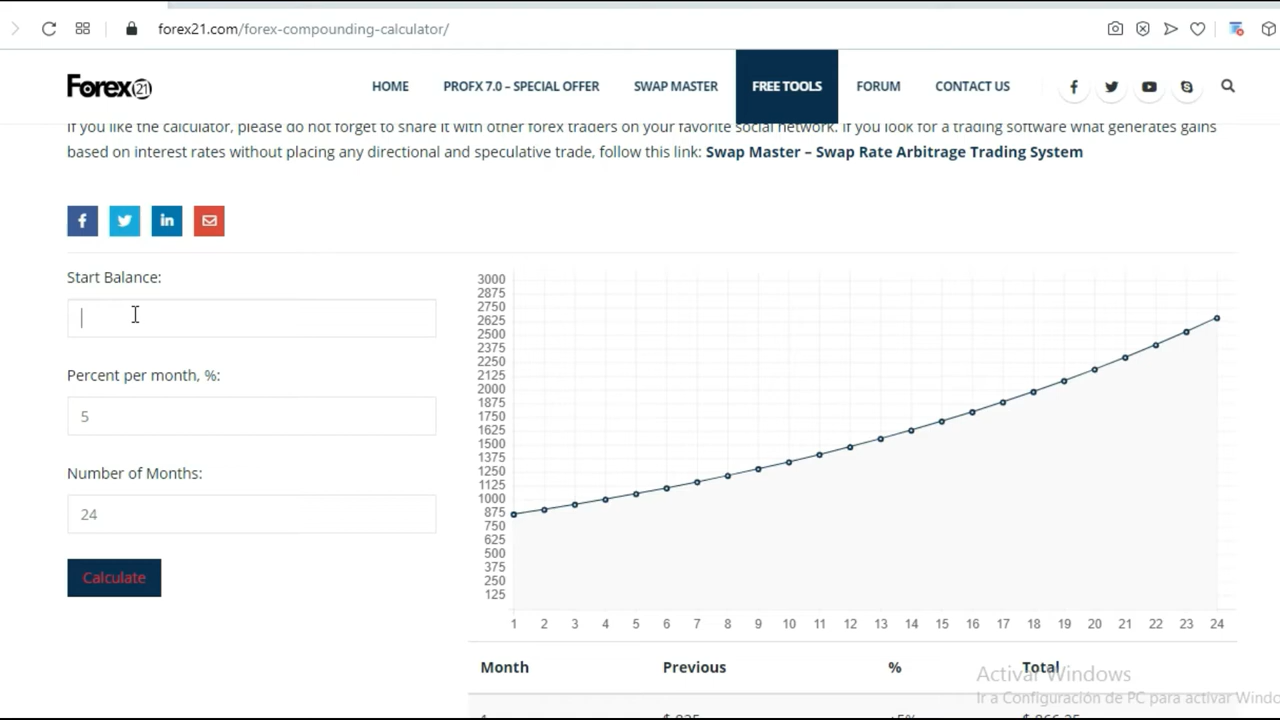 forex21.com/forex-compounding-calculator/
Forex21
HOME PROFX 7.0 – SPECIAL OFFER SWAP MASTER FREE TOOLS FORUM CONTACT US
If you like the calculator, please do not forget to share it with other forex traders on your favorite social network. If you look for a trading software what generates gains
based on interest rates without placing any directional and speculative trade, follow this link: Swap Master – Swap Rate Arbitrage Trading System
Start Balance:
Percent per month, %:
5
Number of Months:
24
Calculate
3000
2875
2750
2625
2500
2375
2250
2125
2000
1875
1750
1625
1500
1375
1250
1125
1000
875
750
625
500
375
250
125
1 2 3 4 5 6 7 8 9 10 11 12 13 14 15 16 17 18 19 20 21 22 23 24
Month Previous % Total
Activar Windows
Ir a Configuración de PC para activar